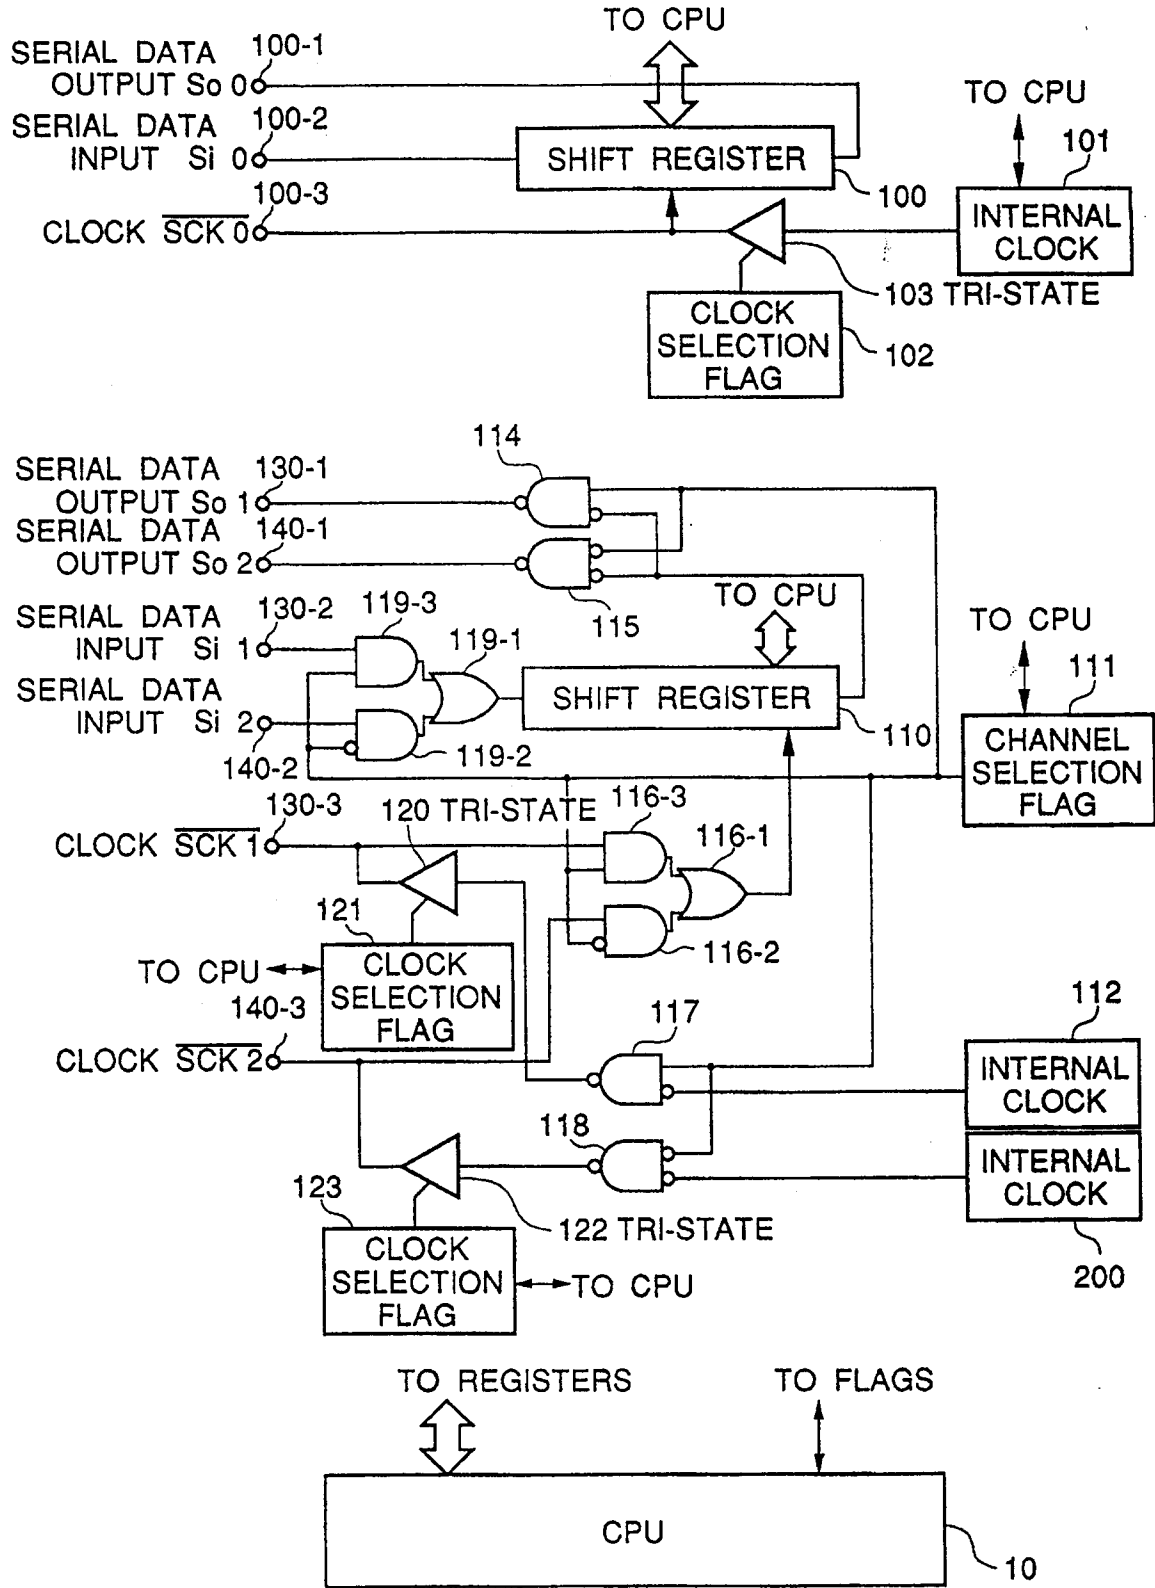 TO CPU
SERIAL DATA 100-1
OUTPUT So 0
SERIAL DATA 100-2
INPUT Si 0
SHIFT REGISTER
100
TO CPU
101
INTERNAL
CLOCK
100-3
CLOCK SCK 0
103 TRI-STATE
CLOCK
SELECTION
FLAG
102
114
SERIAL DATA 130-1
OUTPUT So 1
SERIAL DATA 140-1
OUTPUT So 2
115
TO CPU
SERIAL DATA 130-2
INPUT Si 1
119-3
119-1
SERIAL DATA
INPUT Si 2
140-2
119-2
SHIFT REGISTER
110
TO CPU
111
CHANNEL
SELECTION
FLAG
130-3
CLOCK SCK 1
120 TRI-STATE
116-3
116-1
116-2
121
TO CPU
CLOCK
SELECTION
FLAG
140-3
CLOCK SCK 2
117
112
INTERNAL
CLOCK
118
INTERNAL
CLOCK
200
123
122 TRI-STATE
CLOCK
SELECTION
FLAG
TO CPU
TO REGISTERS
TO FLAGS
CPU
10